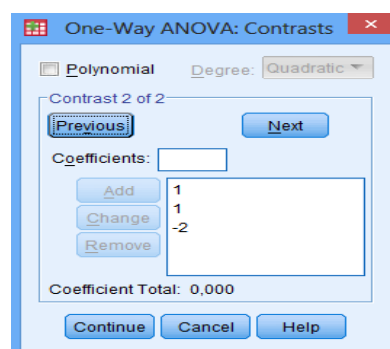 One-Way ANOVA: Contrasts
Polynomial Degree: Quadratic
Contrast 2 of 2
Previous Next
Coefficients:
Add
Change
Remove
1
1
-2
Coefficient Total: 0,000
Continue Cancel Help